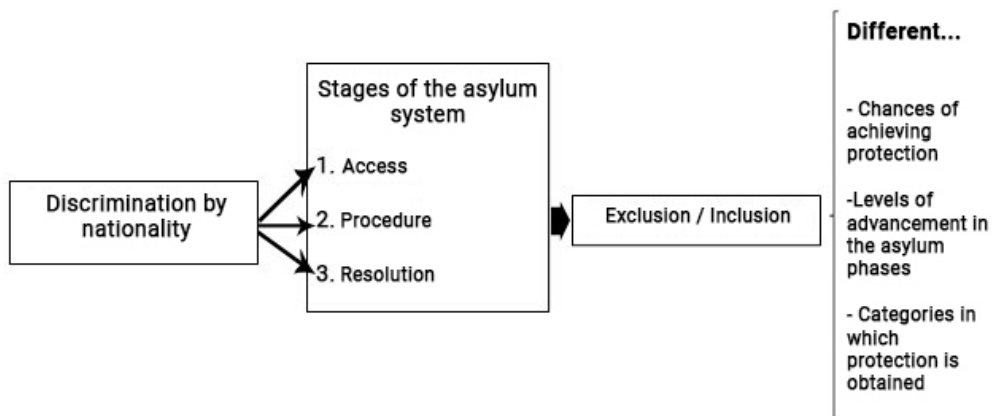 Discrimination by
nationality
Stages of the asylum
system
1. Access
2. Procedure
3. Resolution
Exclusion / Inclusion
Different...
- Chances of
achieving
protection
-Levels of
advancement in
the asylum
phases
- Categories in
which
protection is
obtained